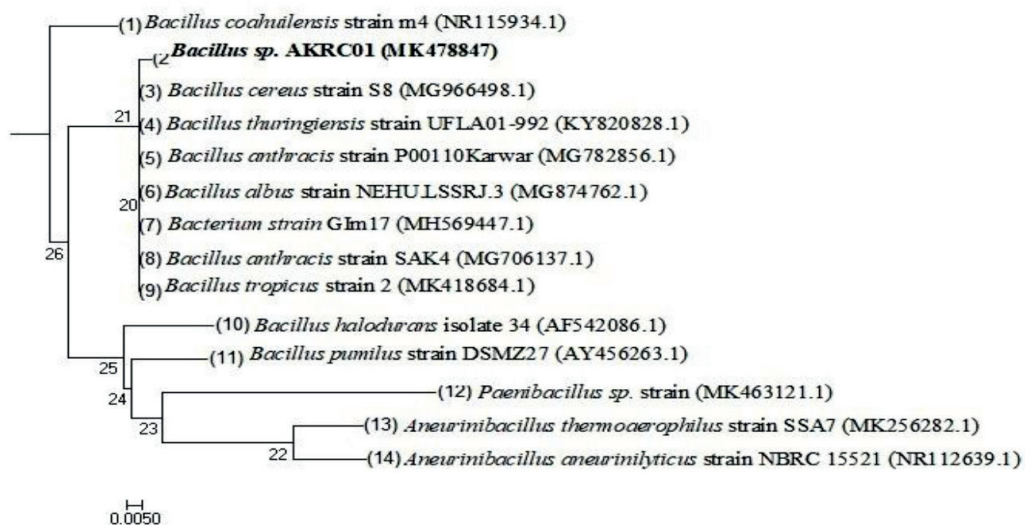 (1) Bacillus coahuilensis strain m4 (NR115934.1)
(2 Bacillus sp. AKRC01 (MK478847)
(3) Bacillus cereus strain S8 (MG966498.1)
21
(4) Bacillus thuringiensis strain UFLA01-992 (KY820828.1)
(5) Bacillus anthracis strain P00110Karwar (MG782856.1)
(6) Bacillus albus strain NEHU.LSSRJ.3 (MG874762.1)
20
(7) Bacterium strain GIm17 (MH569447.1)
26
(8) Bacillus anthracis SAK4 (MG706137.1)
(9) Bacillus tropicus strain 2 (MK418684.1)
(10) Bacillus halodurans isolate 34 (AF542086.1)
(11) Bacillus pumilus strain DSMZ27 (AY456263.1)
25
(12) Paenibacillus sp. strain (MK463121.1)
24
(13) Aneurinibacillus thermoaerophilus strain SSA7 (MK256282.1)
23
22
(14) Aneurinibacillus aneurinilyticus strain NBRC 15521 (NR112639.1)
0.0050